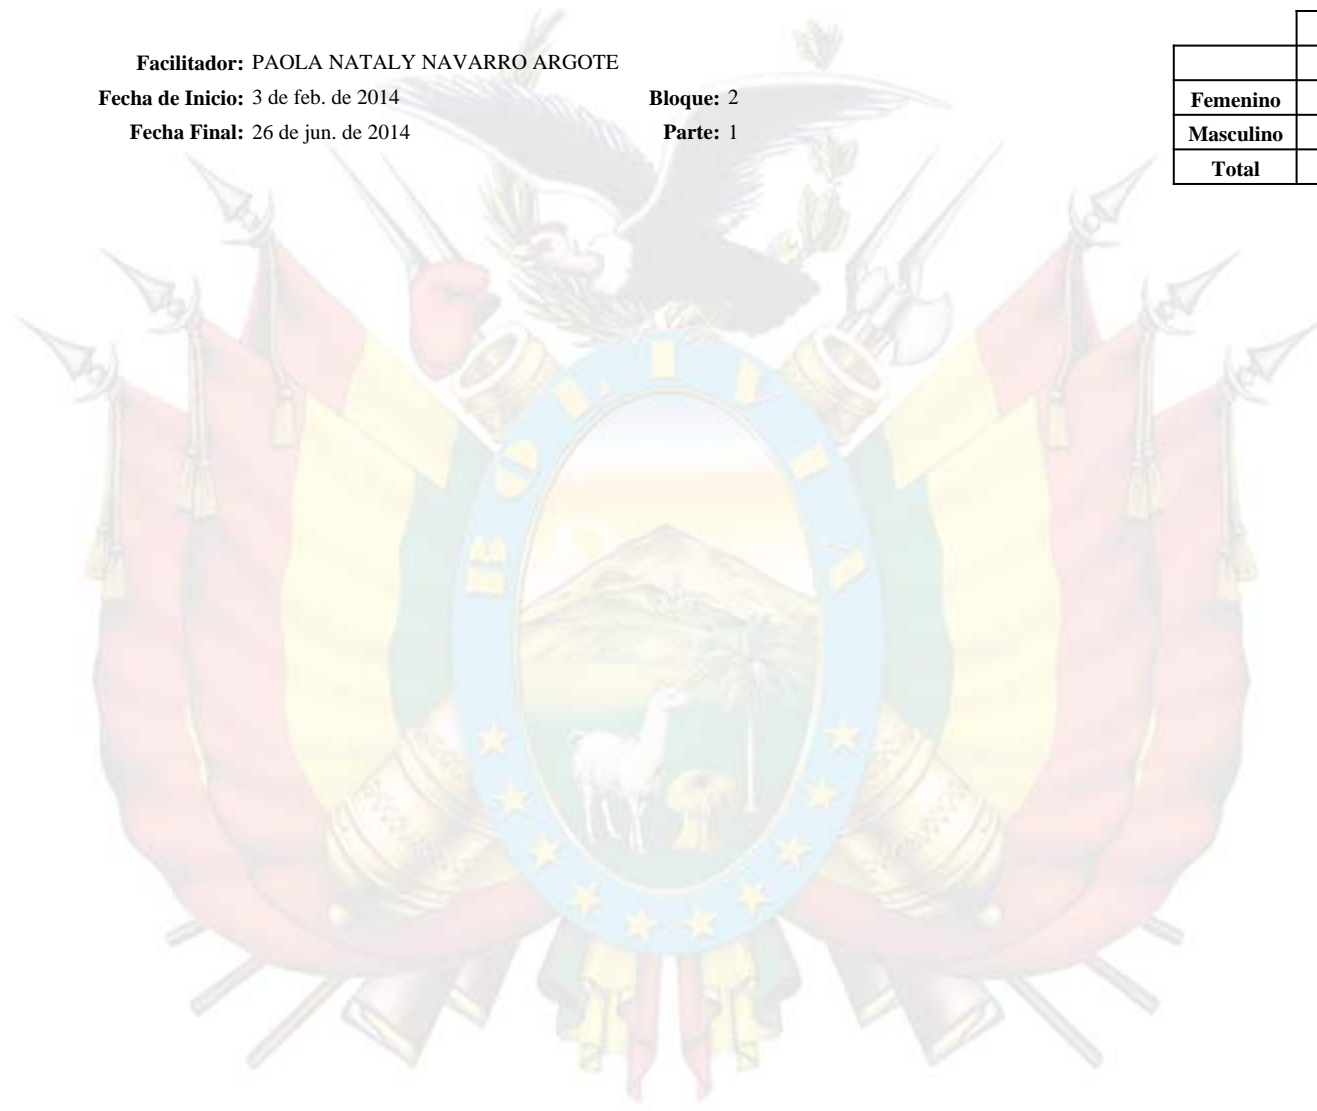 Facilitador: PAOLA NATALY NAVARRO ARGOTE
Fecha de Inicio: 3 de feb. de 2014 Bloque: 2
Fecha Final: 26 de jun. de 2014 Parte: 1
Femenino
Masculino
Total
BOLIVIA